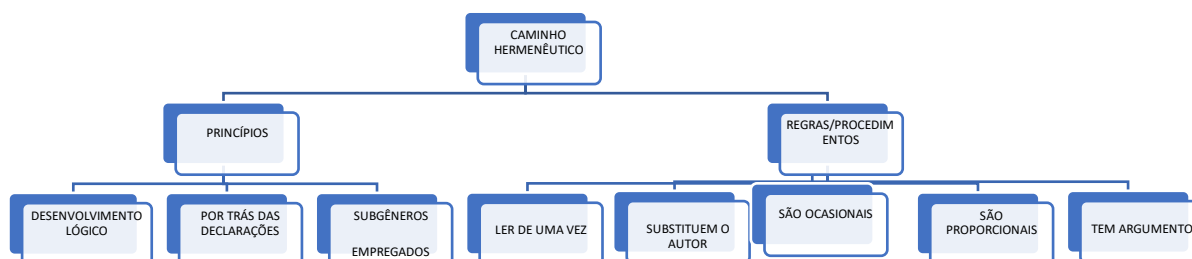 CAMINHO
HERMENÊUTICO
PRINCÍPIOS
REGRAS/PROCEDIM
ENTOS
DESENVOLVIMENTO
LÓGICO
POR TRÁS DAS
DECLARAÇÕES
SUBGÊNEROS
EMPREGADOS
LER DE UMA VEZ
SUBSTITUEM O
AUTOR
SÃO OCASIONAIS
SÃO
PROPORCIONAIS
TEM ARGUMENTO